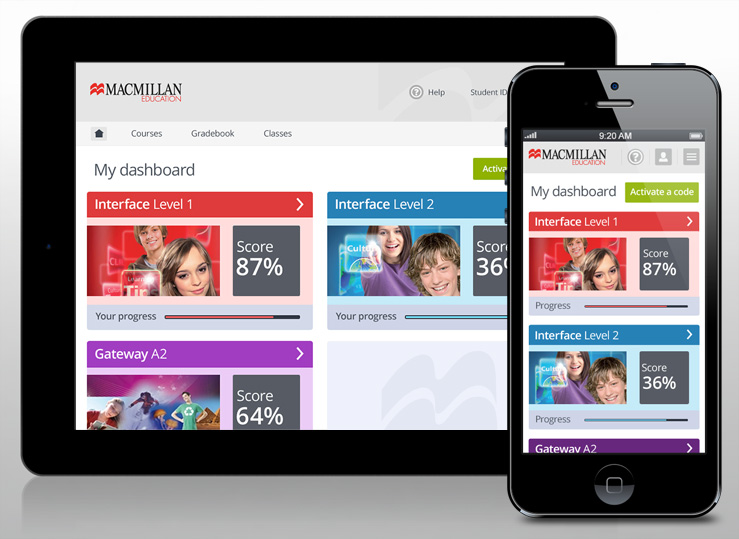 MACMILLAN
EDUCATION
Help
Student ID
Courses
Gradebook
Classes
My dashboard
Activa
Interface Level 1
Score
87%
Your progress
Interface Level 2
Cultu
Score
36%
Your progress
Gateway A2
Score
64%
9:20 AM
MACMILLAN
EDUCATION
My dashboard
Activate a code
Interface Level 1
Score
87%
Progress
Interface Level 2
Score
36%
Progress
Gateway A2